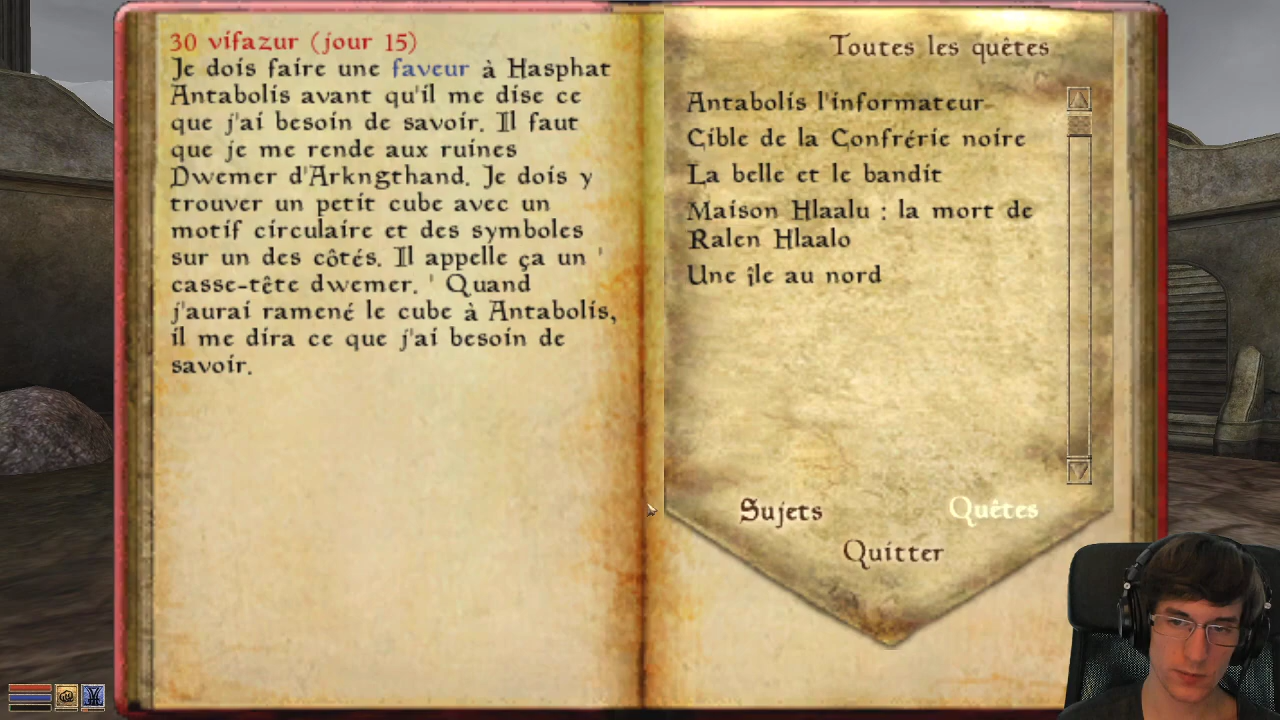 30 vifazur (jour 15)
Je dois faire une faveur à Hasphat
Antabolis avant qu'il me dise ce
que j'ai besoin de savoir. Il faut
que je me rende aux ruines
Dwemer d'Arkngthand. Je dois y
trouver un petit cube avec un
motif circulaire et des symboles
sur un des côtés. Il appelle ça un '
casse-tête dwemer. ' Quand
j'aurai ramené le cube à Antabolis,
il me dira ce que j'ai besoin de
savoir.
Toutes les quêtes
Antabolis l'informateur
Cible de la Confrérie noire
La belle et le bandit
Maison Hlaalu : la mort de
Ralen Hlaalo
Une île au nord
Sujets
Quêtes
Quitter